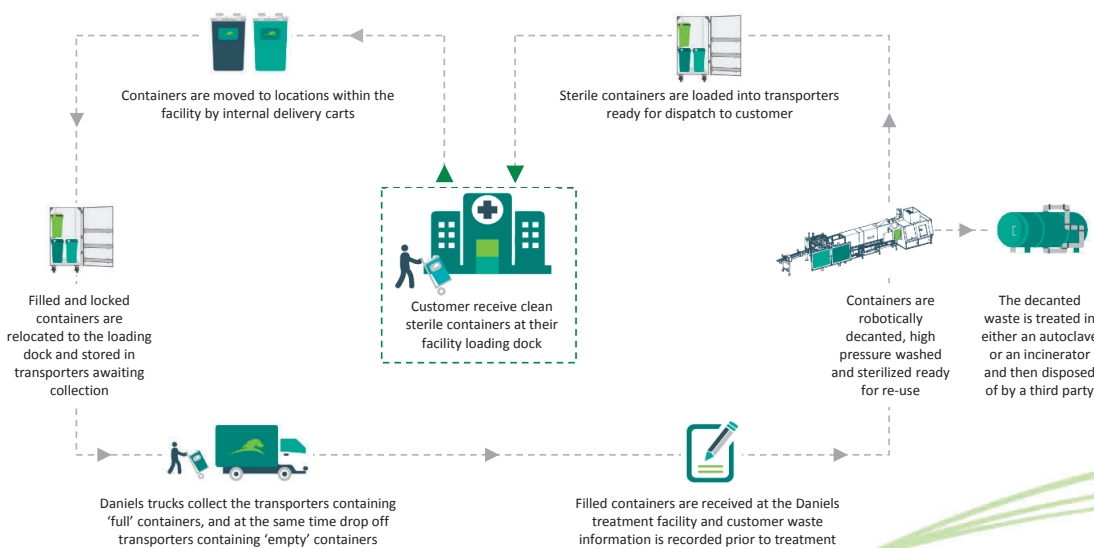 Containers are moved to locations within the
facility by internal delivery carts
Sterile containers are loaded into transporters
ready for dispatch to customer
Customer receive clean
sterile containers at their
facility loading dock
Filled and locked
containers are
relocated to the loading
dock and stored in
transporters awaiting
collection
Containers are
robotically
decanted, high
pressure washed
and sterilized ready
for re-use
The decanted
waste is treated in
either an autoclave
or an incinerator
and then disposed
of by a third party
Daniels trucks collect the transporters containing
‘full’ containers, and at the same time drop off
transporters containing ‘empty’ containers
Filled containers are received at the Daniels
treatment facility and customer waste
information is recorded prior to treatment